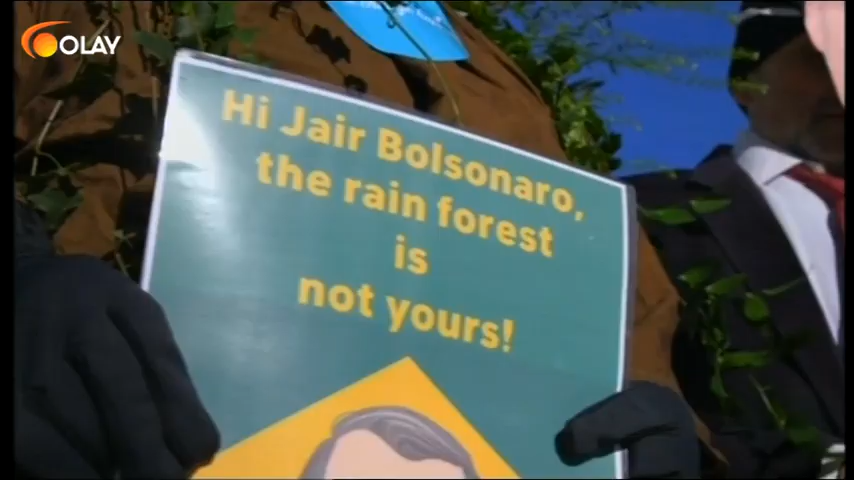 OLAY
Hi Jair Bolsonaro,
the rain forest
is
not yours!